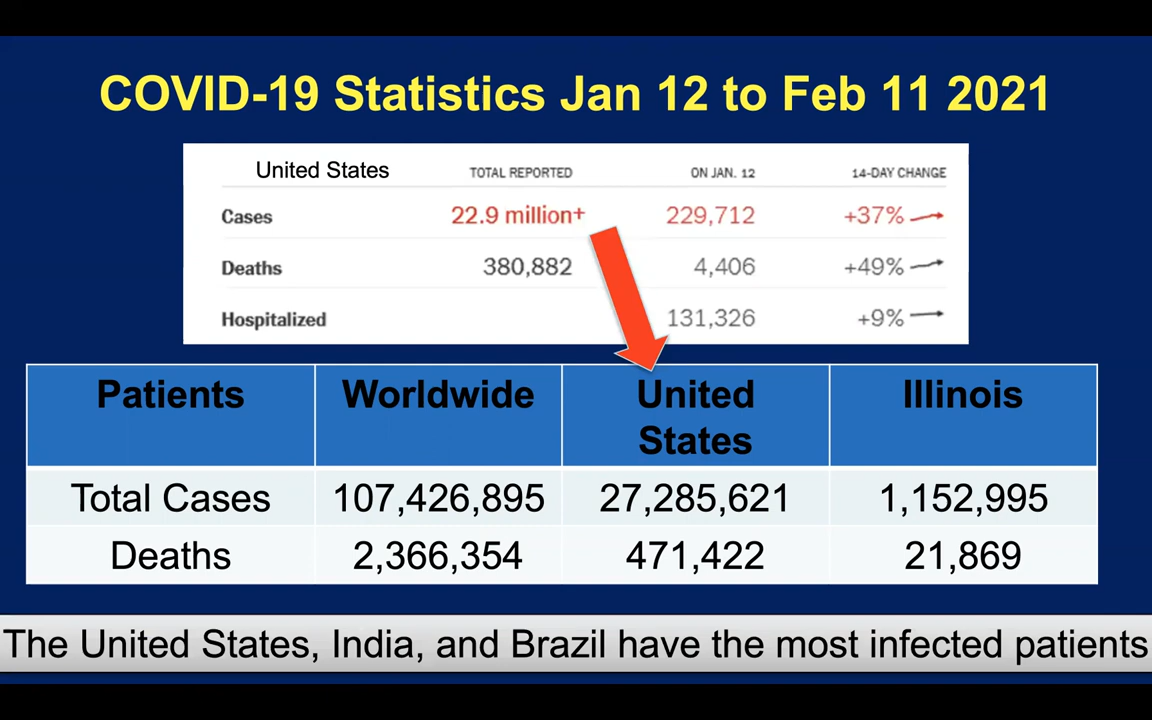 COVID-19 Statistics Jan 12 to Feb 11 2021
United States TOTAL REPORTED ON JAN. 12 14-DAY CHANGE
Cases 22.9 million+ 229,712 +37%
Deaths 380,882 4,406 +49%
Hospitalized 131,326 +9%
Patients Worldwide United States Illinois
Total Cases 107,426,895 27,285,621 1,152,995
Deaths 2,366,354 471,422 21,869
The United States, India, and Brazil have the most infected patients